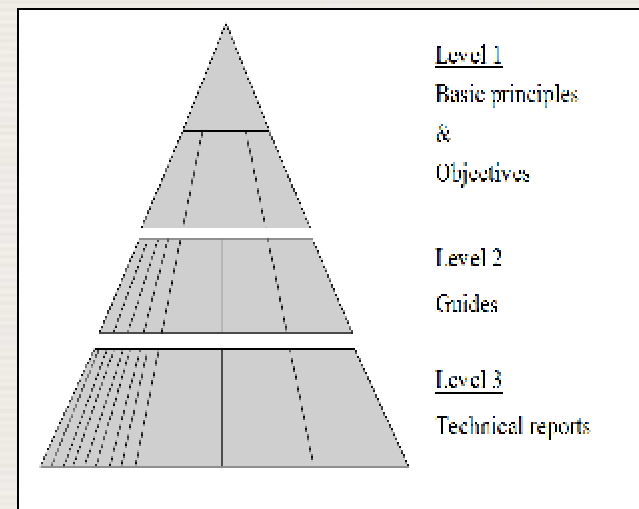 Level 1
Basic principles
&
Objectives
Level 2
Guides
Level 3
Technical reports